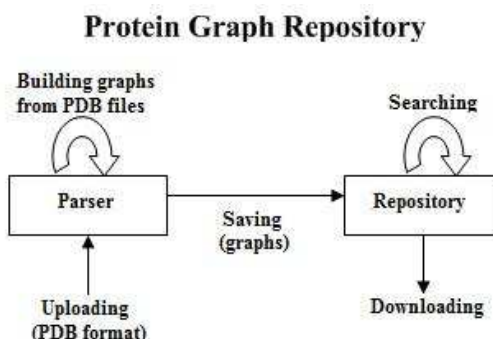 Protein Graph Repository
Building graphs
from PDB files
Searching
Parser
Saving
(graphs)
Repository
Uploading
(PDB format)
Downloading